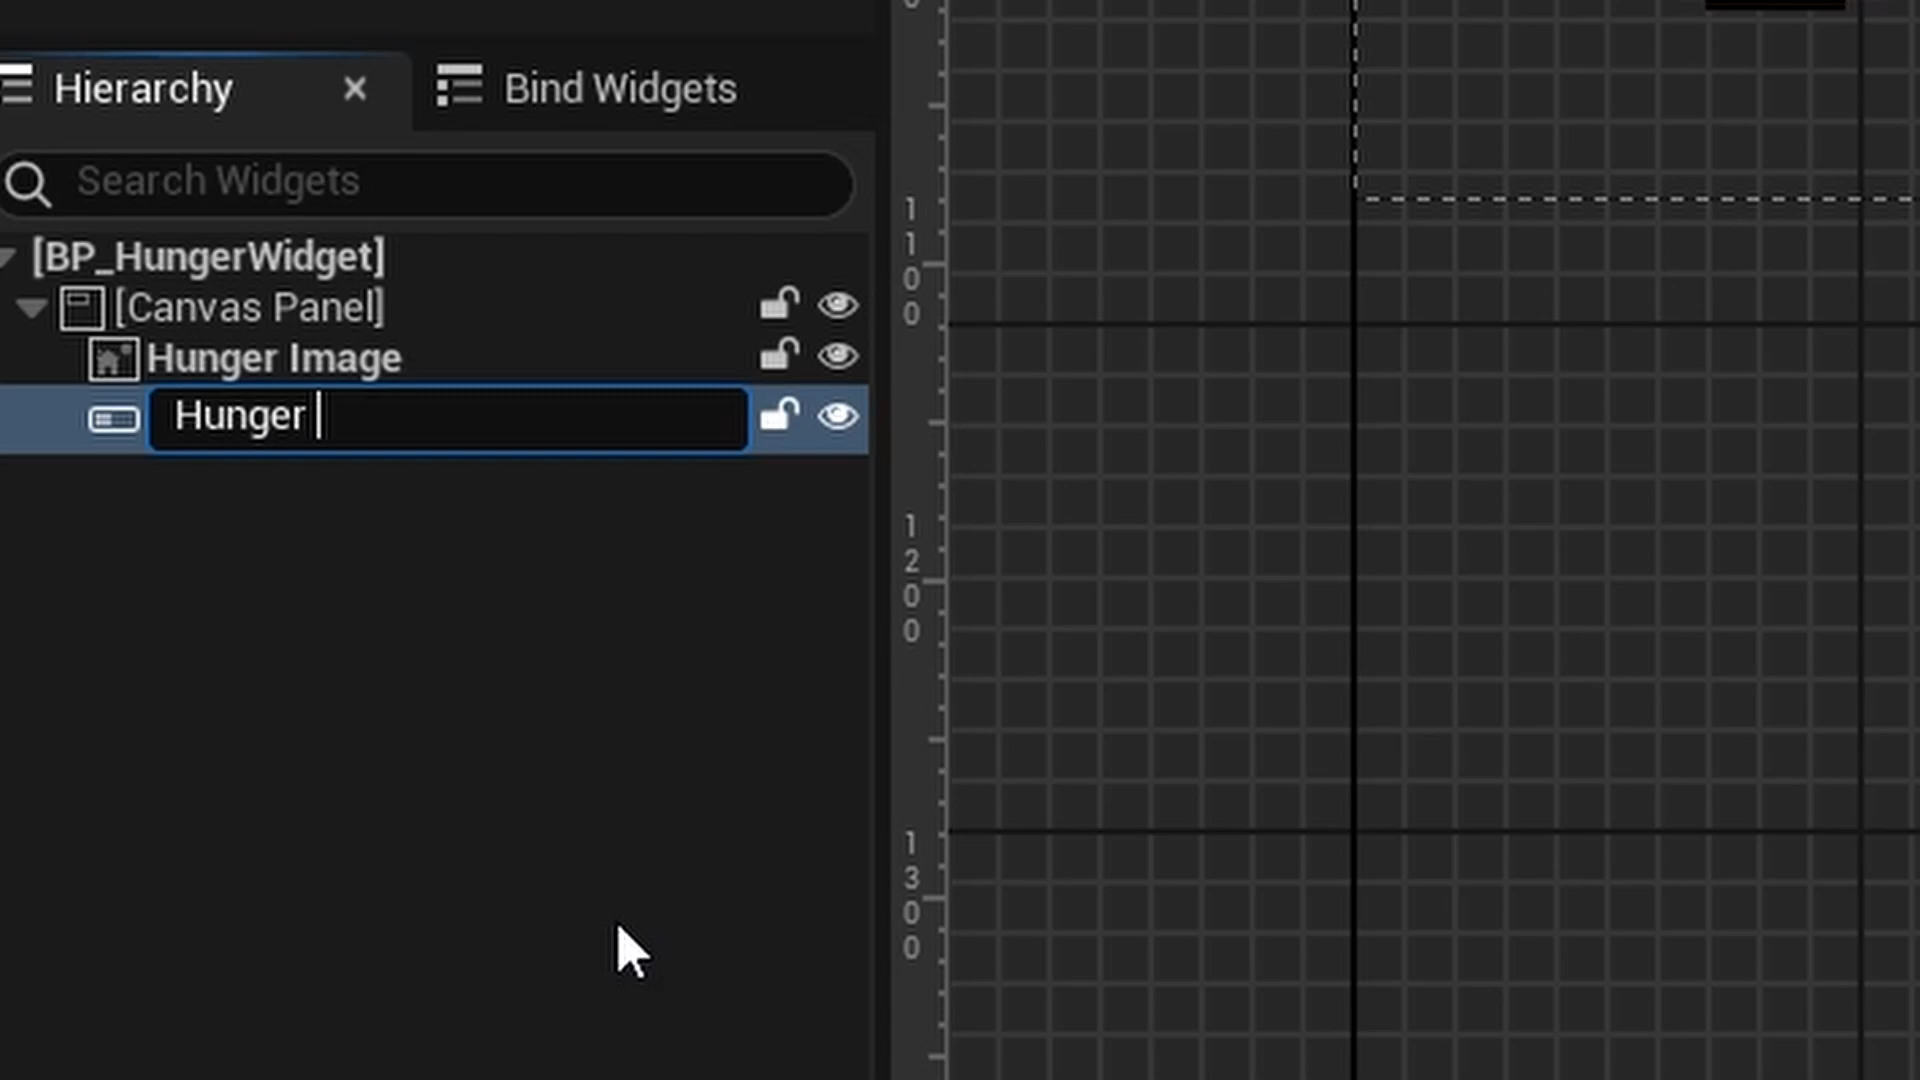 Hierarchy
Bind Widgets
Search Widgets
[BP_HungerWidget]
[Canvas Panel]
Hunger Image
Hunger
1100
1200
1300